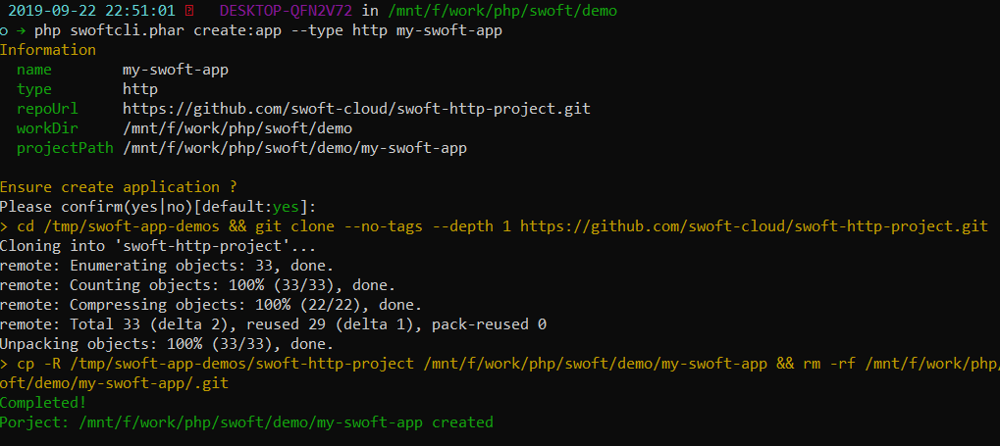 2019-09-22 22:51:01 DESKTOP-QFN2V72 in /mnt/f/work/php/swoft/demo
o → php swoftcli.phar create:app --type http my-swoft-app
Information
name my-swoft-app
type http
repoUrl https://github.com/swoft-cloud/swoft-http-project.git
workDir /mnt/f/work/php/swoft/demo
projectPath /mnt/f/work/php/swoft/demo/my-swoft-app
Ensure create application ?
Please confirm(yes|no)[default:yes]:
> cd /tmp/swoft-app-demos && git clone --no-tags --depth 1 https://github.com/swoft-cloud/swoft-http-project.git
Cloning into 'swoft-http-project'...
remote: Enumerating objects: 33, done.
remote: Counting objects: 100% (33/33), done.
remote: Compressing objects: 100% (22/22), done.
remote: Total 33 (delta 2), reused 29 (delta 1), pack-reused 0
Unpacking objects: 100% (33/33), done.
> cp -R /tmp/swoft-app-demos/swoft-http-project /mnt/f/work/php/swoft/demo/my-swoft-app && rm -rf /mnt/f/work/php/
oft/demo/my-swoft-app/.git
Completed!
Porject: /mnt/f/work/php/swoft/demo/my-swoft-app created